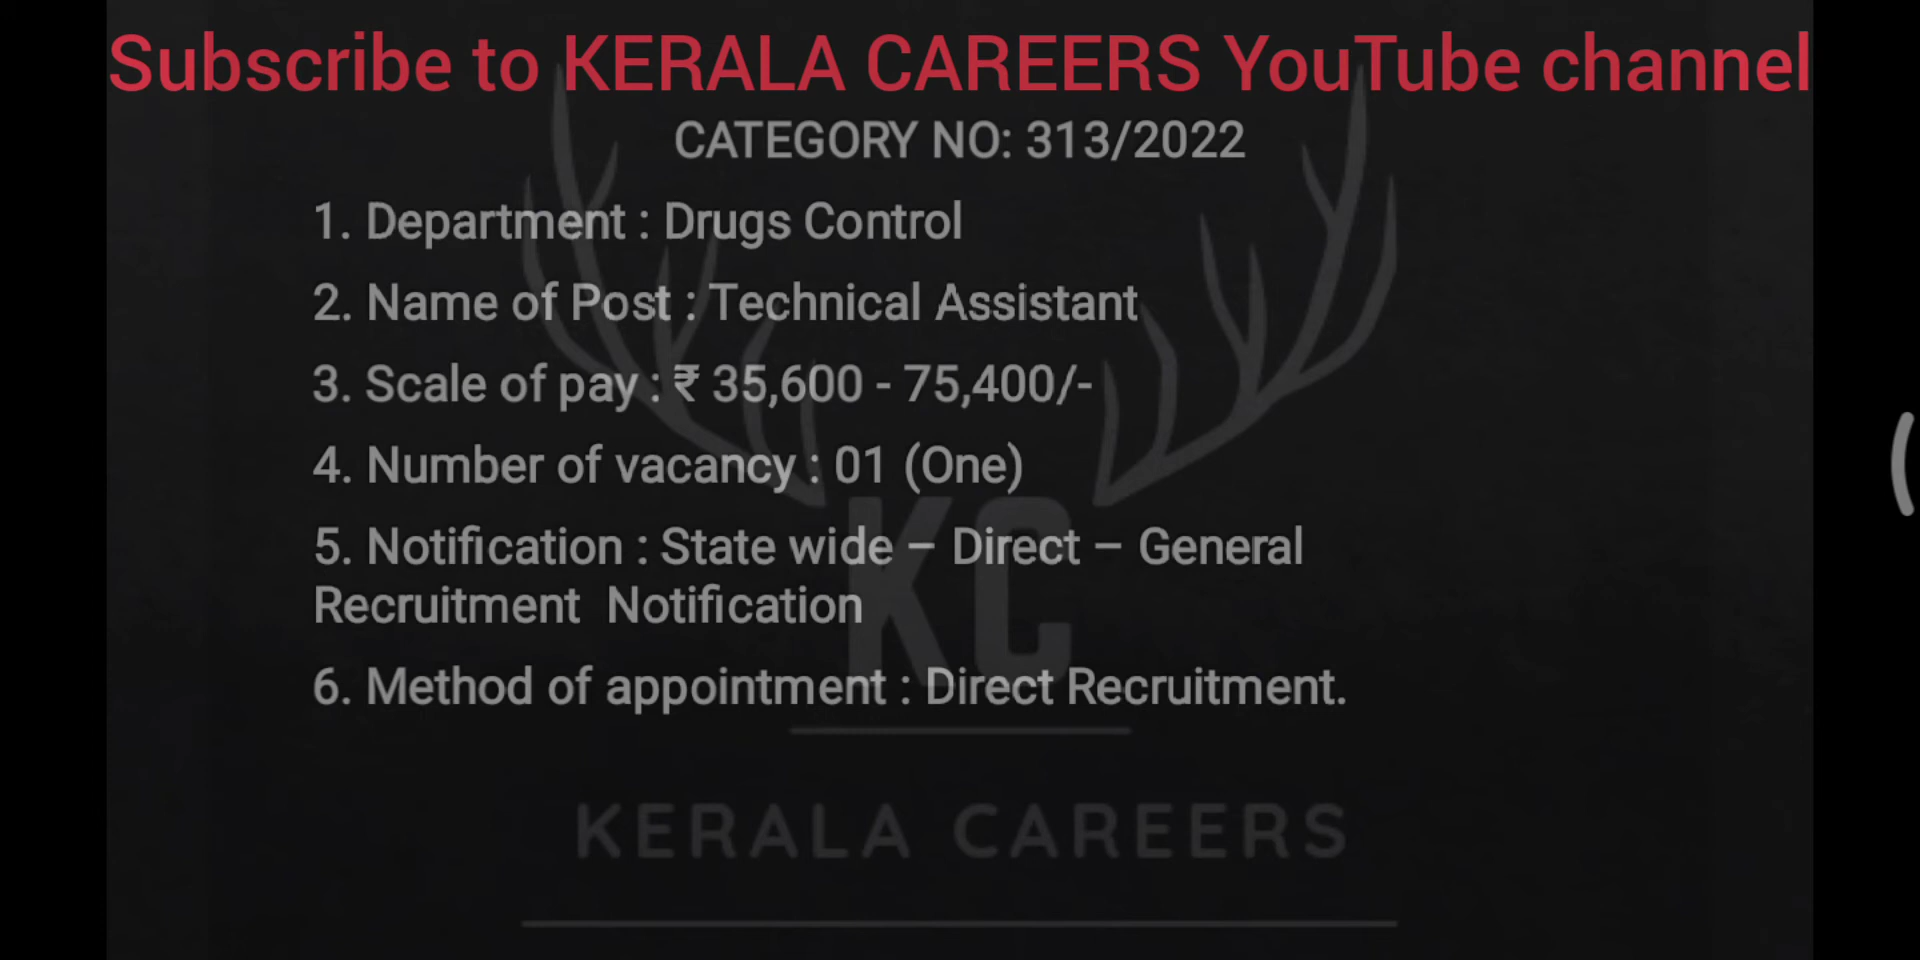 Subscribe to KERALA CAREERS YouTube channel
CATEGORY NO: 313/2022
1. Department : Drugs Control
2. Name of Post : Technical Assistant
3. Scale of pay : ₹ 35,600 - 75,400/-
4. Number of vacancy : 01 (One)
5. Notification : State wide – Direct – General
Recruitment  Notification
6. Method of appointment : Direct Recruitment.
KC
KERALA CAREERS